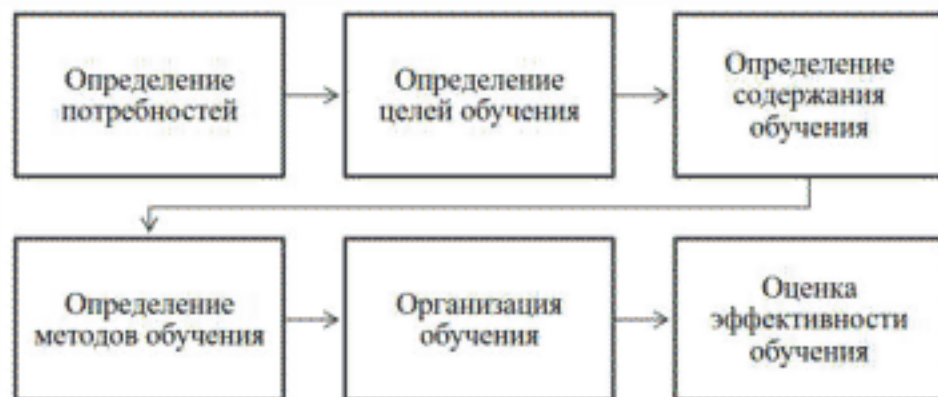 Определение
потребностей
Определение
целей обучения
Определение
содержания
обучения
Определение
методов обучения
Организация
обучения
Оценка
эффективности
обучения